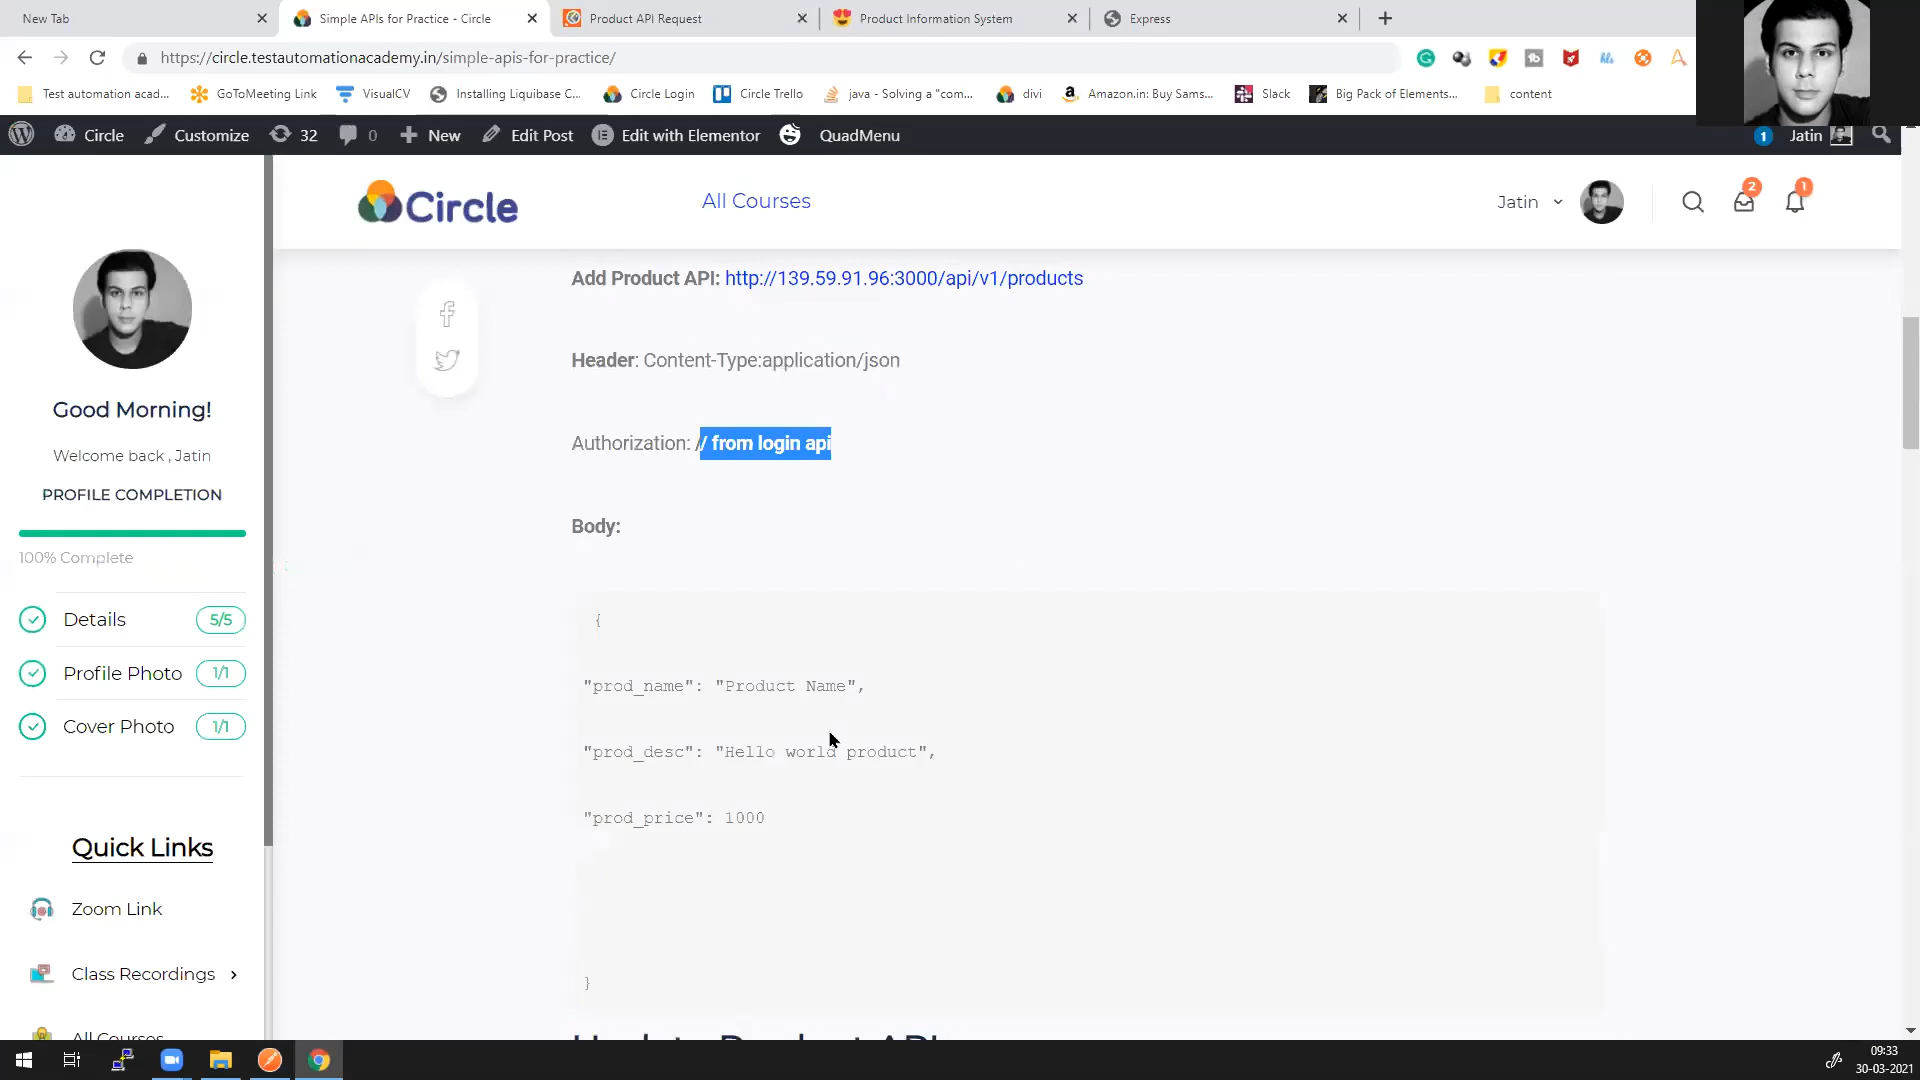 New Tab
Simple APIs for Practice - Circle
Product API Request
Product Information System
Express
https://circle.testautomationacademy.in/simple-apis-for-practice/
Test automation acad...
GoToMeeting Link
VisualCV
Installing Liquibase C...
Circle Login
Circle Trello
java - Solving a "com...
divi
Amazon.in: Buy Sams...
Slack
Big Pack of Elements...
content
Circle
Customize
32
0
New
Edit Post
Edit with Elementor
QuadMenu
1
Jatin
Circle
All Courses
Jatin
2
1
Good Morning!
Welcome back , Jatin
PROFILE COMPLETION
100% Complete
Details
5/5
Profile Photo
1/1
Cover Photo
1/1
Quick Links
Zoom Link
Class Recordings
All Courses
Add Product API: http://139.59.91.96:3000/api/v1/products
Header: Content-Type:application/json
Authorization: // from login api
Body:
{
"prod_name": "Product Name",
"prod_desc": "Hello world product",
"prod_price": 1000
}
Update Product API
09:33
30-03-2021